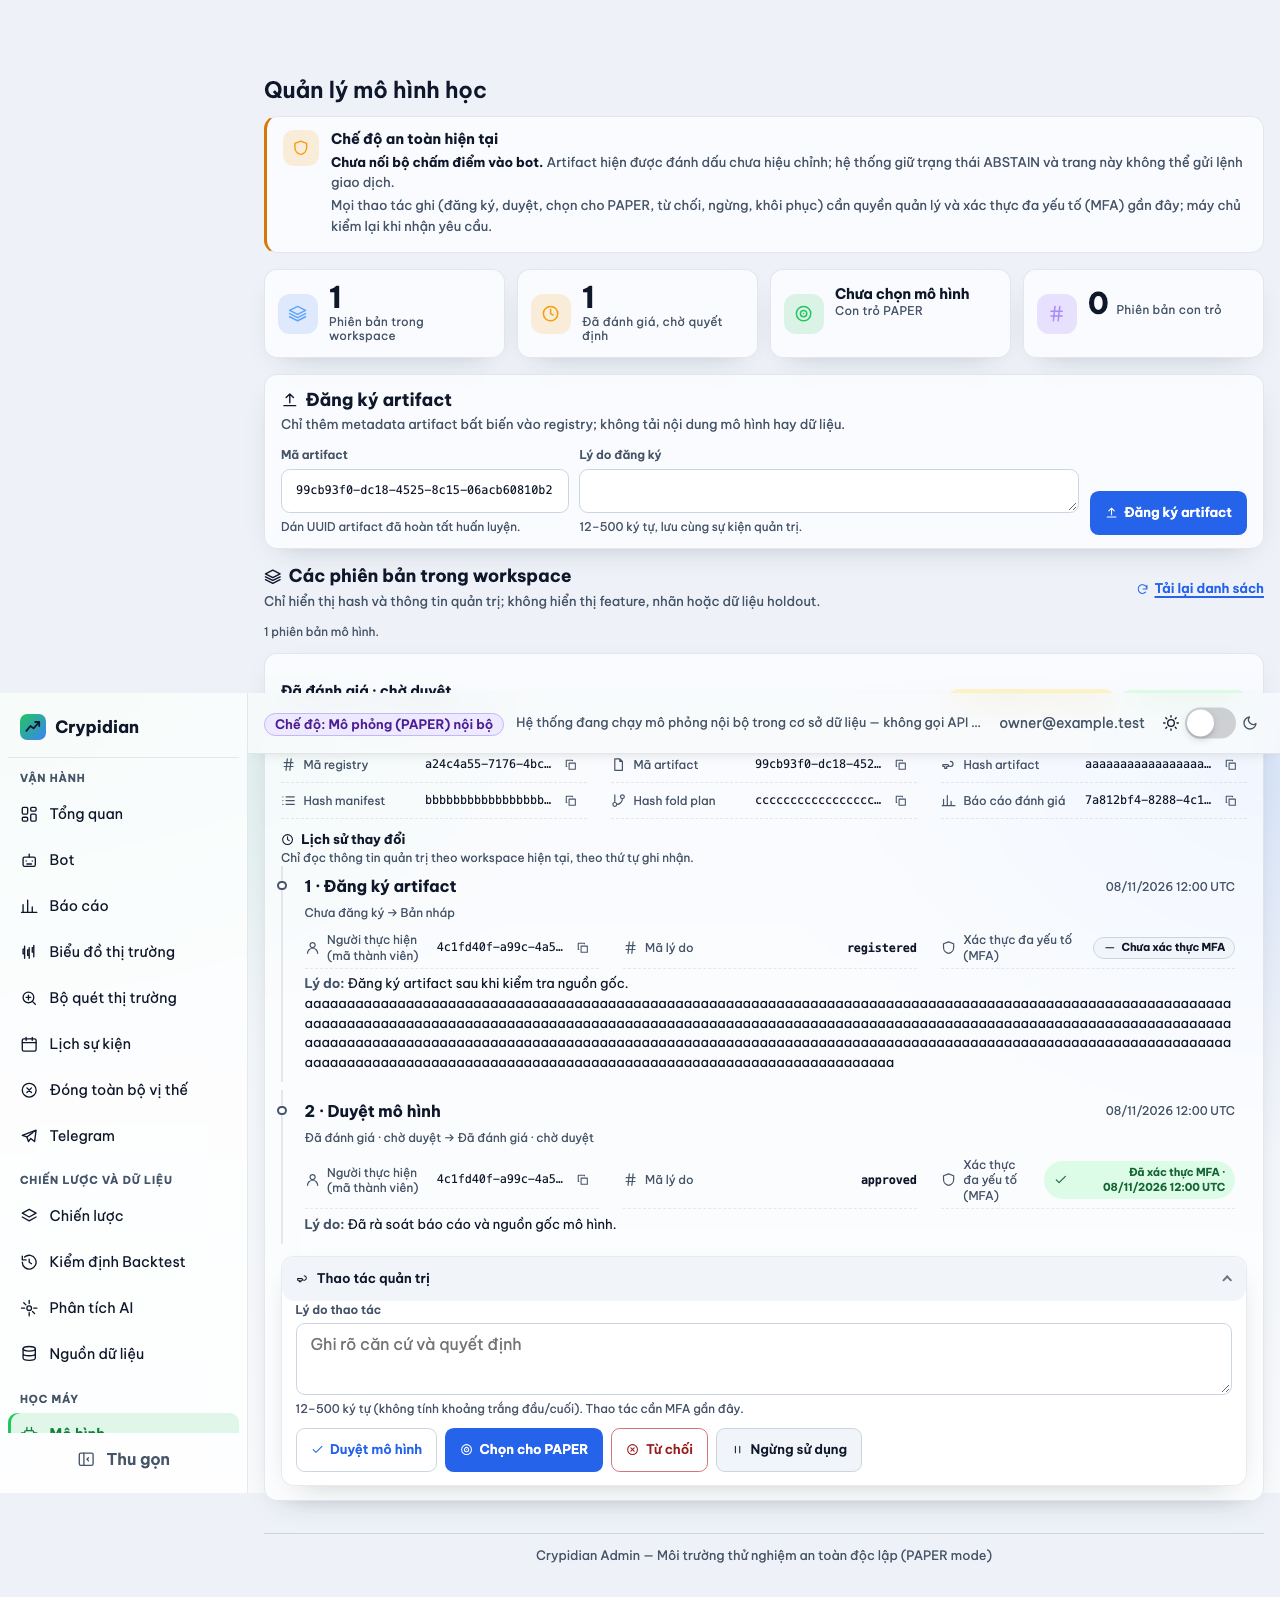 Quản lý mô hình học
Chế độ an toàn hiện tại
Chưa nối bộ chấm điểm vào bot. Artifact hiện được đánh dấu chưa hiệu chỉnh; hệ thống giữ trạng thái ABSTAIN và trang này không thể gửi lệnh
giao dịch.
Mọi thao tác ghi (đăng ký, duyệt, chọn cho PAPER, từ chối, ngừng, khôi phục) cần quyền quản lý và xác thực đa yếu tố (MFA) gần đây; máy chủ
kiểm lại khi nhận yêu cầu.
1
Phiên bản trong
workspace
1
Đã đánh giá, chờ quyết
định
Chưa chọn mô hình
Con trỏ PAPER
0 Phiên bản con trỏ
Đăng ký artifact
Chỉ thêm metadata artifact bất biến vào registry; không tải nội dung mô hình hay dữ liệu.
Mã artifact
99cb93f0-dc18-4525-8c15-06acb60810b2
Dán UUID artifact đã hoàn tất huấn luyện.
Lý do đăng ký
12–500 ký tự, lưu cùng sự kiện quản trị.
Đăng ký artifact
Các phiên bản trong workspace
Chỉ hiển thị hash và thông tin quản trị; không hiển thị feature, nhãn hoặc dữ liệu holdout.
Tải lại danh sách
1 phiên bản mô hình.
Đã đánh giá · chờ duyệt
Crypidian
Chế độ: Mô phỏng (PAPER) nội bộ
Hệ thống đang chạy mô phỏng nội bộ trong cơ sở dữ liệu — không gọi API ...
owner@example.test
VẬN HÀNH
Tổng quan
Bot
Báo cáo
Biểu đồ thị trường
Bộ quét thị trường
Lịch sự kiện
Đóng toàn bộ vị thế
Telegram
CHIẾN LƯỢC VÀ DỮ LIỆU
Chiến lược
Kiểm định Backtest
Phân tích AI
Nguồn dữ liệu
HỌC MÁY
Mô hình
Thu gọn
Mã registry a24c4a55-7176-4bc…
Mã artifact 99cb93f0-dc18-452…
Hash artifact aaaaaaaaaaaaaaaaa…
Hash manifest bbbbbbbbbbbbbbbbb…
Hash fold plan ccccccccccccccccc…
Báo cáo đánh giá 7a812bf4-8288-4c1…
Lịch sử thay đổi
Chỉ đọc thông tin quản trị theo workspace hiện tại, theo thứ tự ghi nhận.
1 · Đăng ký artifact
08/11/2026 12:00 UTC
Chưa đăng ký → Bản nháp
Người thực hiện
(mã thành viên)
4c1fd40f-a99c-4a5…
Mã lý do registered
Xác thực đa yếu tố
(MFA)
— Chưa xác thực MFA
Lý do: Đăng ký artifact sau khi kiểm tra nguồn gốc.
2 · Duyệt mô hình
08/11/2026 12:00 UTC
Đã đánh giá · chờ duyệt → Đã đánh giá · chờ duyệt
Người thực hiện
(mã thành viên)
4c1fd40f-a99c-4a5…
Mã lý do approved
Xác thực
đa yếu tố
(MFA)
Đã xác thực MFA ·
08/11/2026 12:00 UTC
Lý do: Đã rà soát báo cáo và nguồn gốc mô hình.
Thao tác quản trị
Lý do thao tác
Ghi rõ căn cứ và quyết định
12–500 ký tự (không tính khoảng trắng đầu/cuối). Thao tác cần MFA gần đây.
Duyệt mô hình
Chọn cho PAPER
Từ chối
Ngừng sử dụng
Crypidian Admin — Môi trường thử nghiệm an toàn độc lập (PAPER mode)